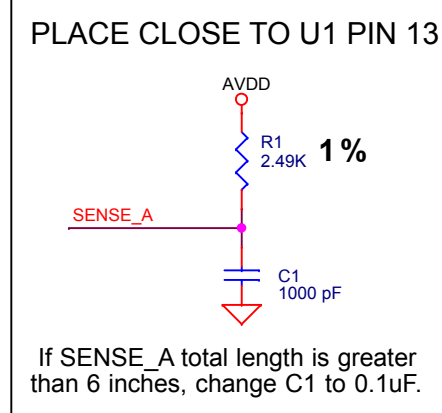 PLACE CLOSE TO U1 PIN 13
AVDD
R1
2.49K
1%
SENSE_A
C1
1000 pF
If SENSE_A total length is greater
than 6 inches, change C1 to 0.1uF.